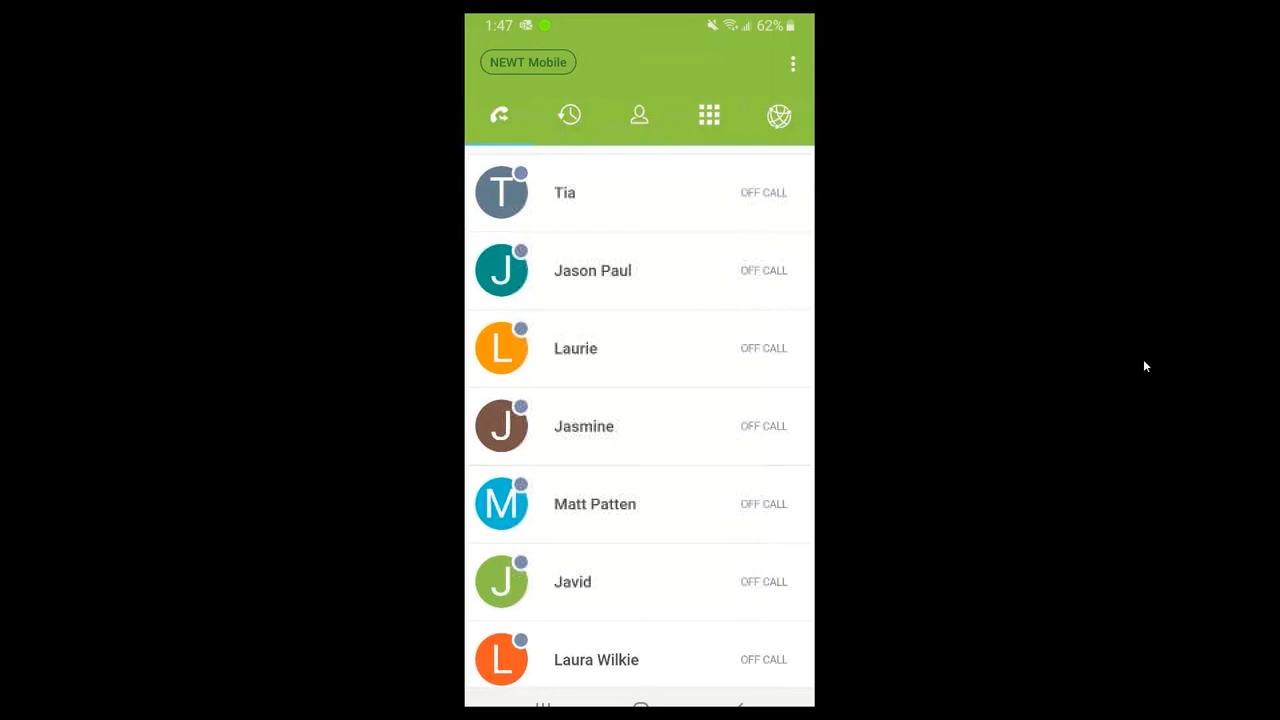 1:47 62%
NEWT Mobile
T Tia OFF CALL
J Jason Paul OFF CALL
L Laurie OFF CALL
J Jasmine OFF CALL
M Matt Patten OFF CALL
J Javid OFF CALL
L Laura Wilkie OFF CALL